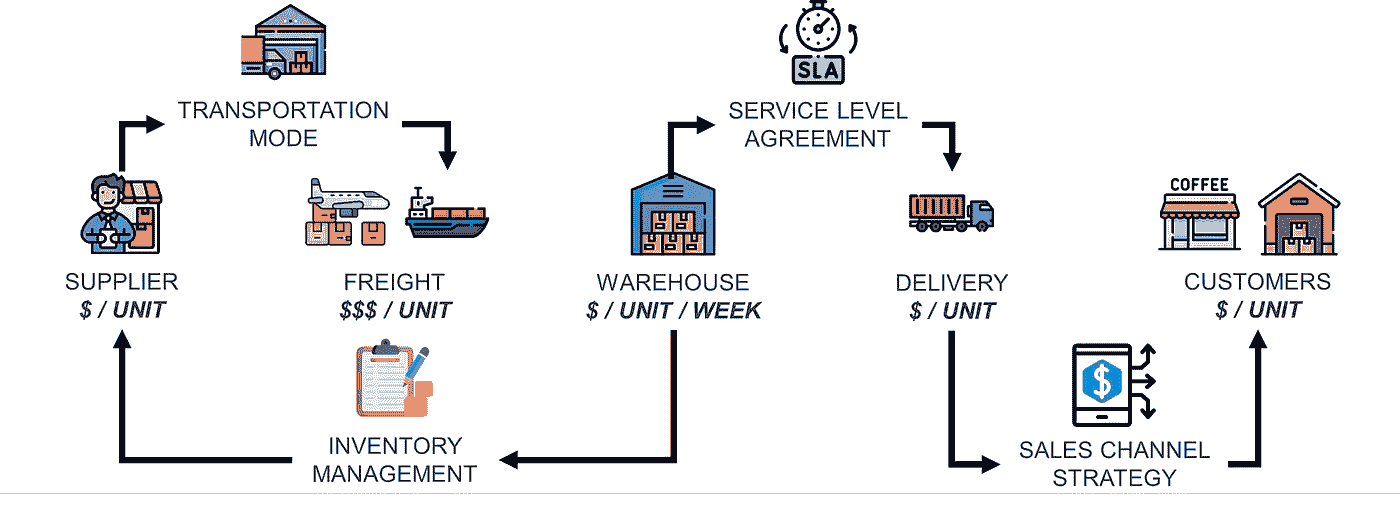 SLA
TRANSPORTATION
MODE
SERVICE LEVEL
AGREEMENT
COFFEE
SUPPLIER
$ / UNIT
FREIGHT
$$$ / UNIT
WAREHOUSE
$ / UNIT / WEEK
DELIVERY
$ / UNIT
CUSTOMERS
$ / UNIT
$
INVENTORY
MANAGEMENT
SALES CHANNEL
STRATEGY